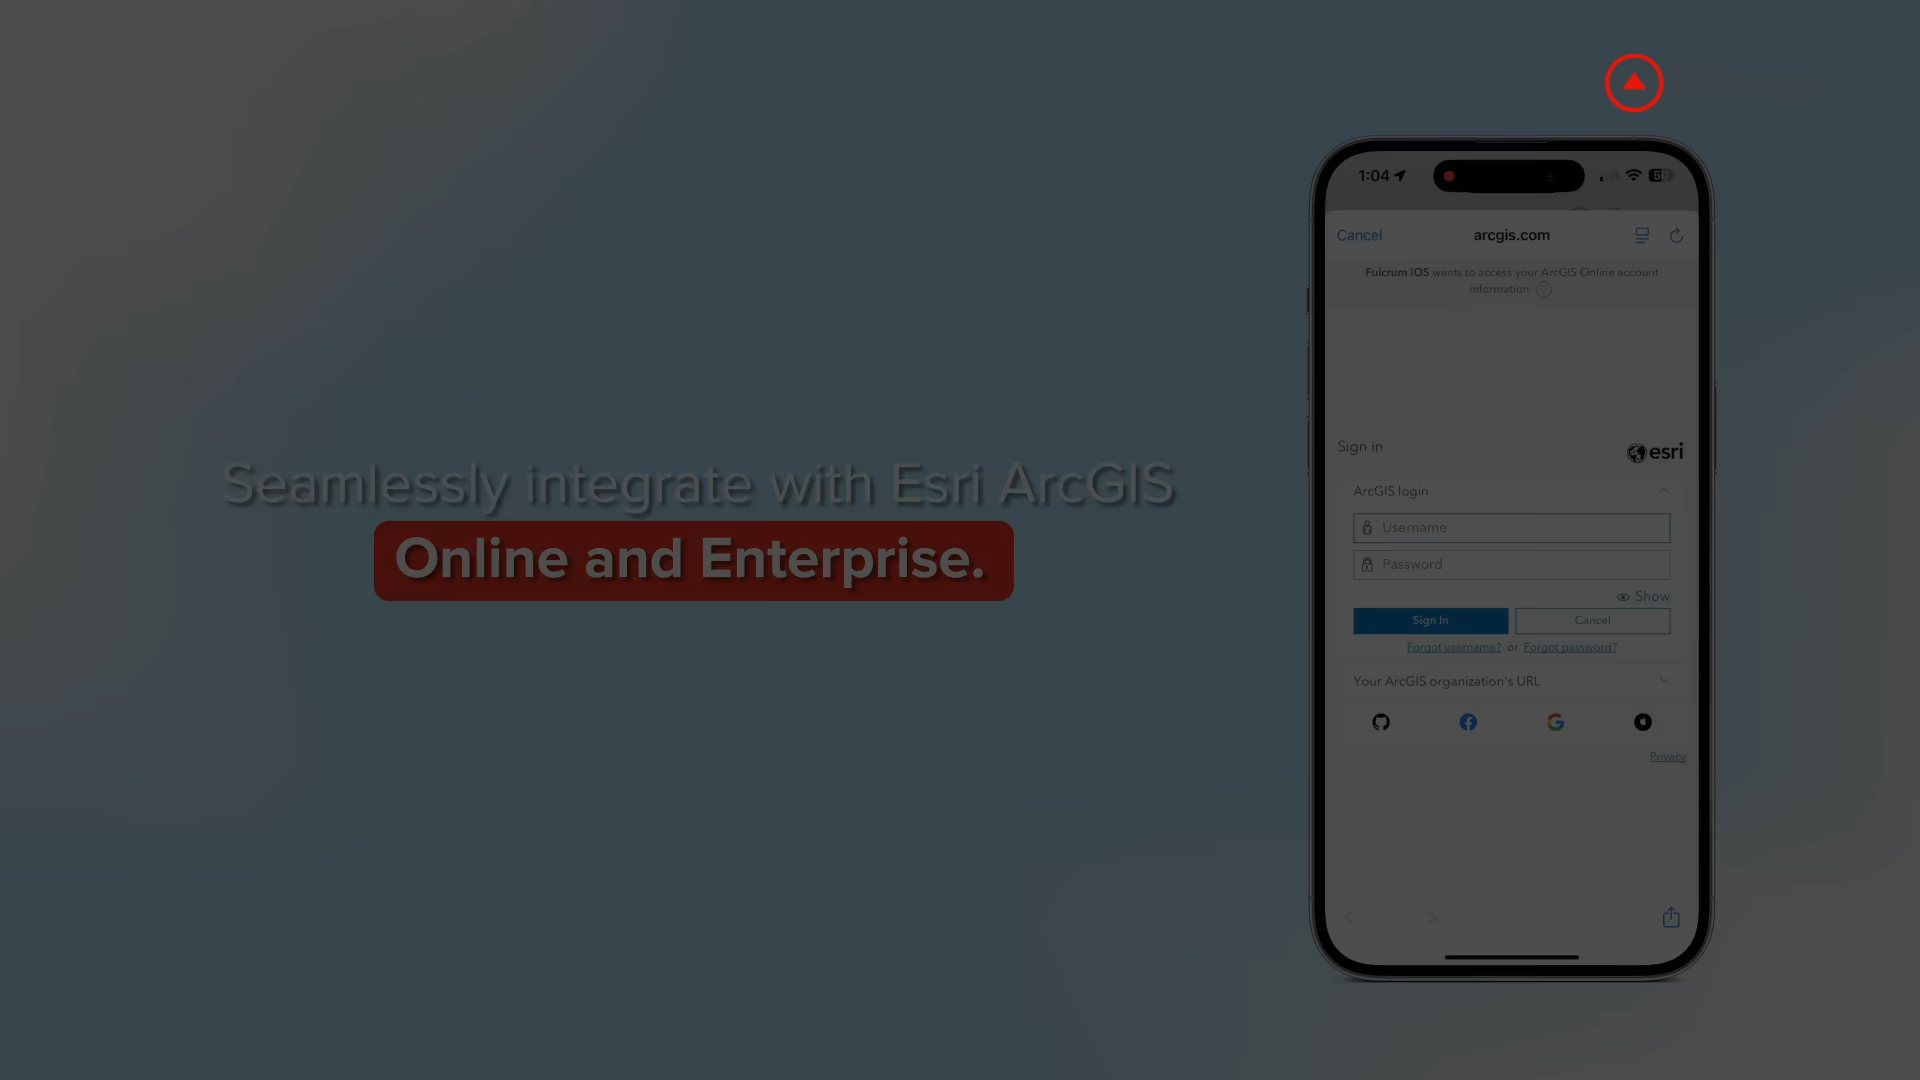 Seamlessly integrate with Esri ArcGIS
Online and Enterprise.
1:04
Cancel
arcgis.com
Fulcrum iOS wants to access your ArcGIS Online account
information
Sign in
esri
ArcGIS login
Username
Password
Show
Sign In
Cancel
Forgot username? or Forgot password?
Your ArcGIS organization's URL
Privacy